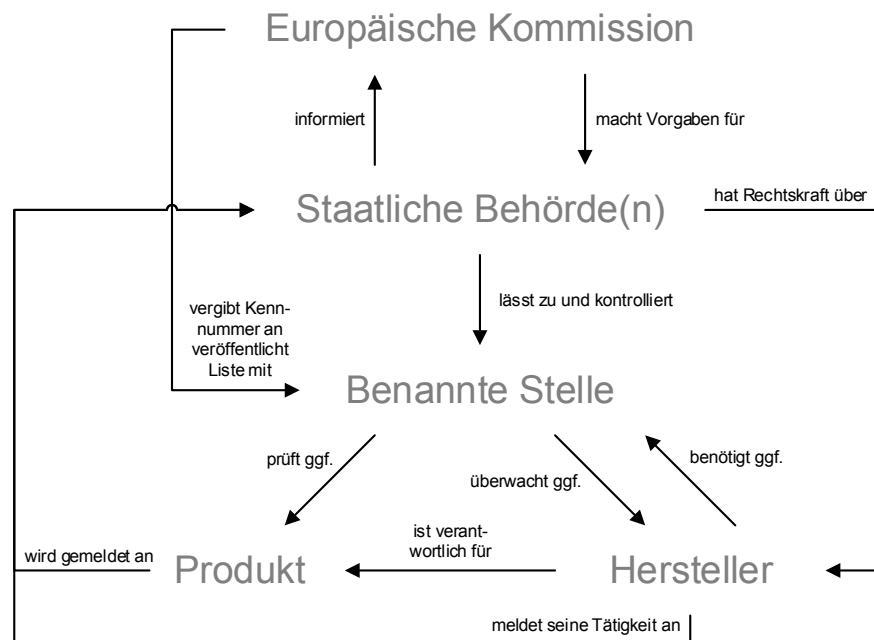 Europäische Kommission
informiert
macht Vorgaben für
Staatliche Behörde(n)
hat Rechtskraft über
lässt zu und kontrolliert
vergibt Kenn-
nummer an
veröffentlicht
Liste mit
Benannte Stelle
prüft ggf.
überwacht ggf.
benötigt ggf.
ist verant-
wortlich für
wird gemeldet an
Produkt
Hersteller
meldet seine Tätigkeit an